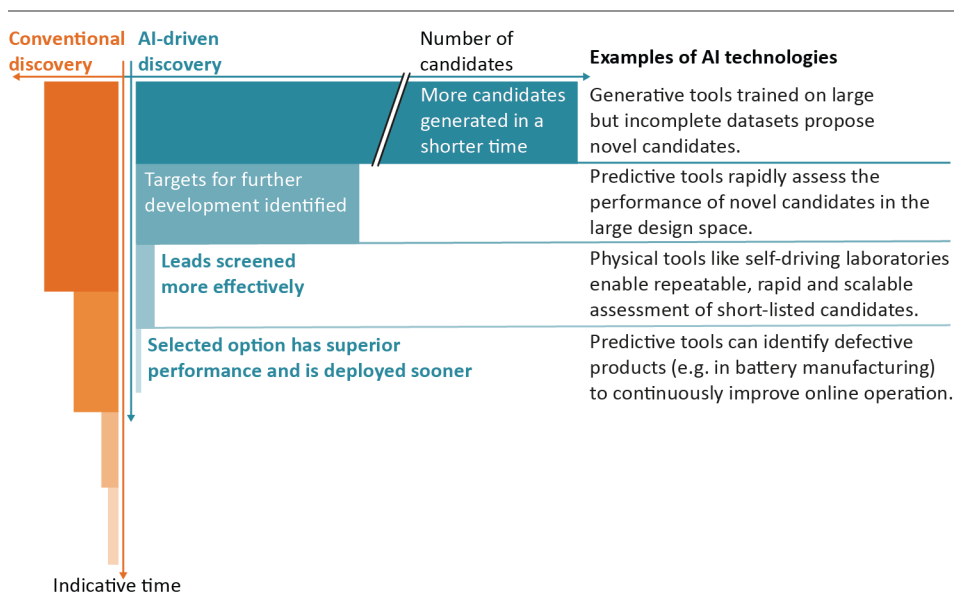 Conventional
discovery
AI-driven
discovery
Number of
candidates
Examples of AI technologies
More candidates
generated in a
shorter time
Generative tools trained on large
but incomplete datasets propose
novel candidates.
Targets for further
development identified
Predictive tools rapidly assess the
performance of novel candidates in the
large design space.
Leads screened
more effectively
Physical tools like self-driving laboratories
enable repeatable, rapid and scalable
assessment of short-listed candidates.
Selected option has superior
performance and is deployed sooner
Predictive tools can identify defective
products (e.g. in battery manufacturing)
to continuously improve online operation.
Indicative time